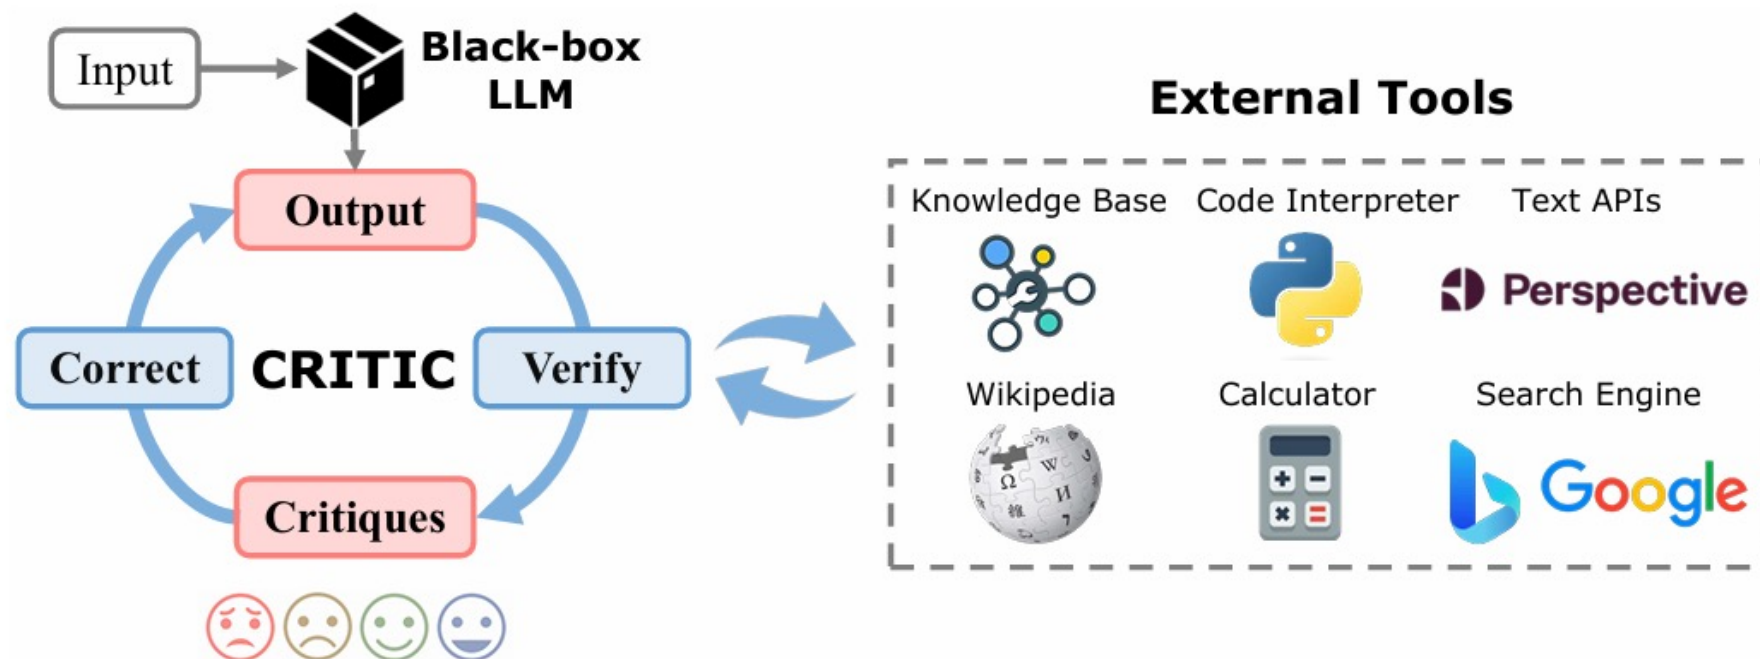 Input
Black-box
LLM
Output
Correct
CRITIC
Verify
Critiques
External Tools
Knowledge Base
Code Interpreter
Text APIs
Perspective
Wikipedia
Calculator
Search Engine
Ω
W
И
維
+
−
×
=
Google